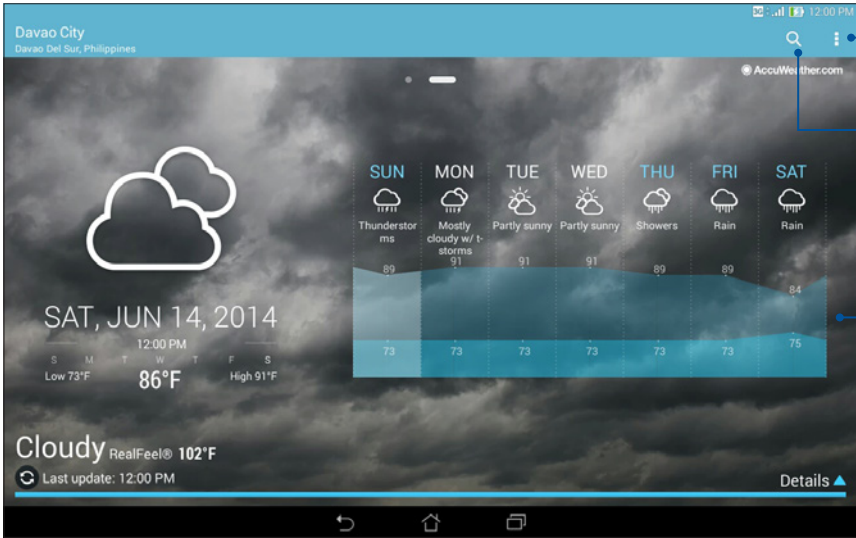 3G 12:00 PM
Davao City
Davao Del Sur, Philippines
AccuWeather.com
SUN MON TUE WED THU FRI SAT
Thunderstor
ms
Mostly
cloudy w/ t-
storms
Partly sunny
Partly sunny
Showers
Rain
Rain
89 91 91 91 89 89 84
73 73 73 73 73 73 75
SAT, JUN 14, 2014
12:00 PM
S M T W T F S
Low 73°F 86°F High 91°F
Cloudy RealFeel® 102°F
Last update: 12:00 PM
Details